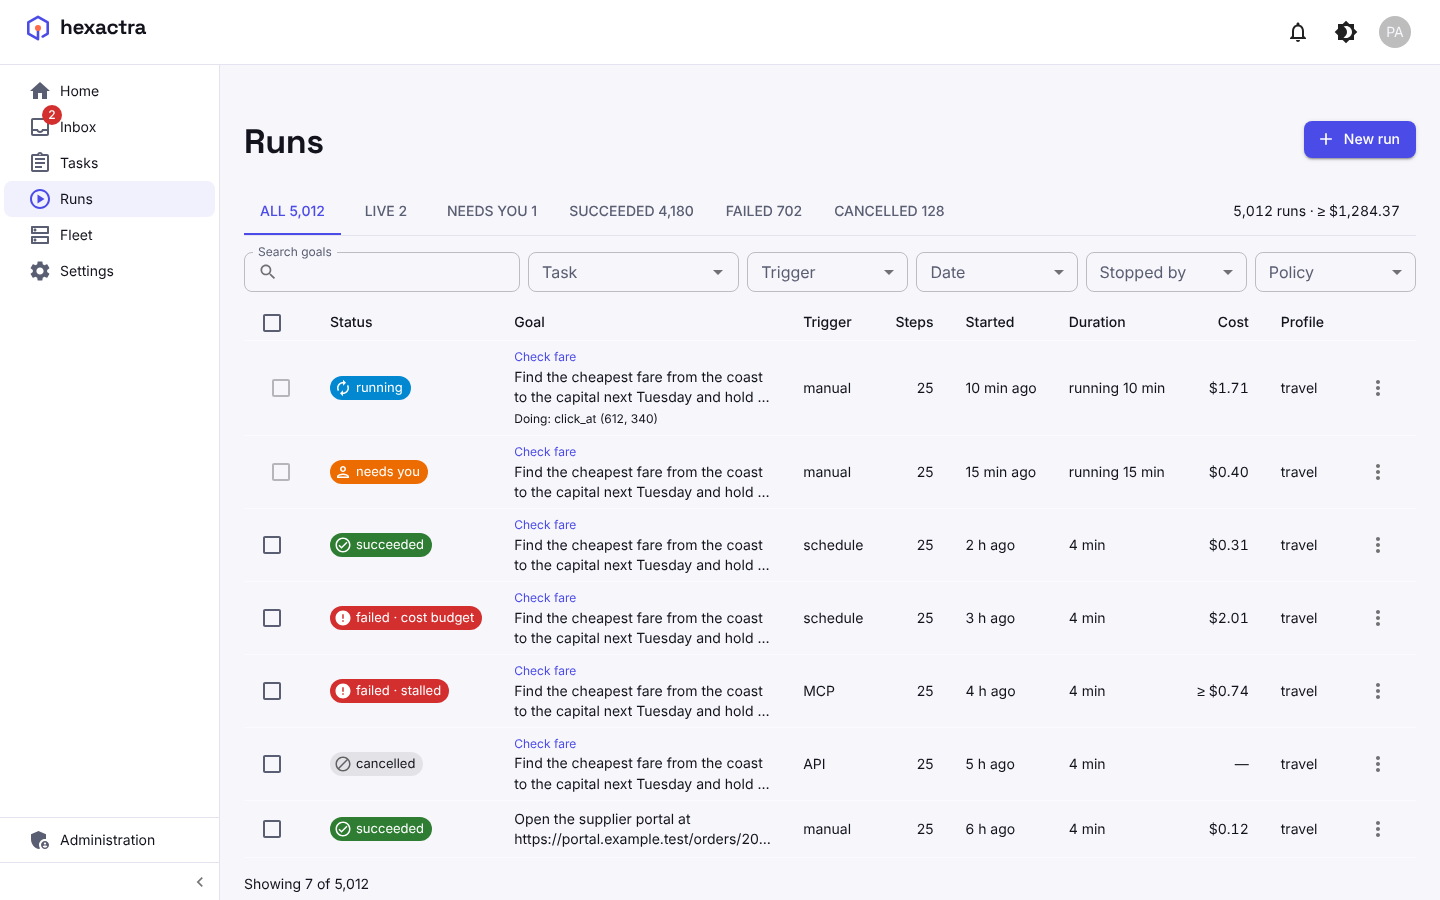 hexactra
PA
Home
2
Inbox
Tasks
Runs
Fleet
Settings
Administration
Runs
New run
ALL 5,012
LIVE 2
NEEDS YOU 1
SUCCEEDED 4,180
FAILED 702
CANCELLED 128
5,012 runs · ≥ $1,284.37
Search goals
Task
Trigger
Date
Stopped by
Policy
Status Goal Trigger Steps Started Duration Cost Profile
Check fare
Find the cheapest fare from the coast
running to the capital next Tuesday and hold ... manual 25 10 min ago running 10 min $1.71 travel
Doing: click_at (612, 340)
Check fare
Find the cheapest fare from the coast
needs you to the capital next Tuesday and hold ... manual 25 15 min ago running 15 min $0.40 travel
Check fare
Find the cheapest fare from the coast
succeeded to the capital next Tuesday and hold ... schedule 25 2 h ago 4 min $0.31 travel
Check fare
Find the cheapest fare from the coast
failed · cost budget to the capital next Tuesday and hold ... schedule 25 3 h ago 4 min $2.01 travel
Check fare
Find the cheapest fare from the coast
failed · stalled to the capital next Tuesday and hold ... MCP 25 4 h ago 4 min ≥ $0.74 travel
Check fare
Find the cheapest fare from the coast
cancelled to the capital next Tuesday and hold ... API 25 5 h ago 4 min — travel
Open the supplier portal at
succeeded https://portal.example.test/orders/20... manual 25 6 h ago 4 min $0.12 travel
Showing 7 of 5,012